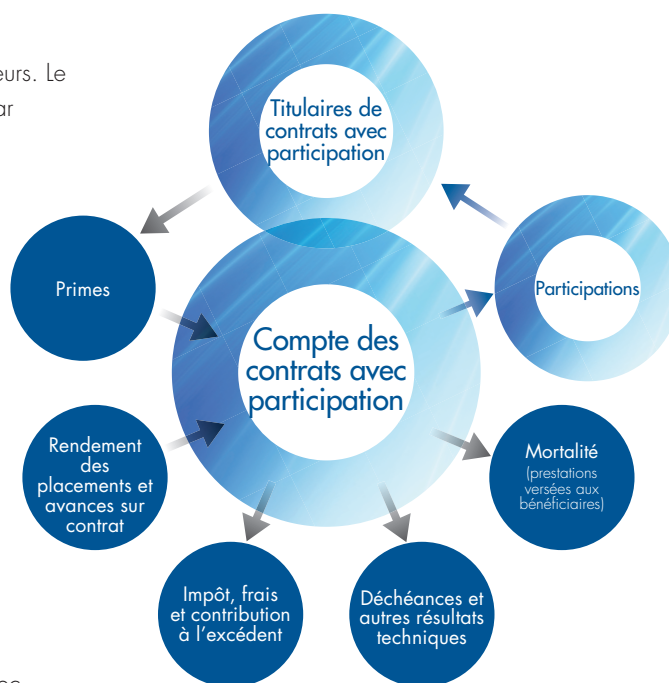 eurs. Le
ar
Titulaires de
contrats avec
participation
Primes
Participations
Compte des
contrats avec
participation
Rendement
des
placements et
avances sur
contrat
Mortalité
(prestations
versées aux
bénéficiaires)
Impôt, frais
et contribution
à l'excédent
Déchéances et
autres résultats
techniques